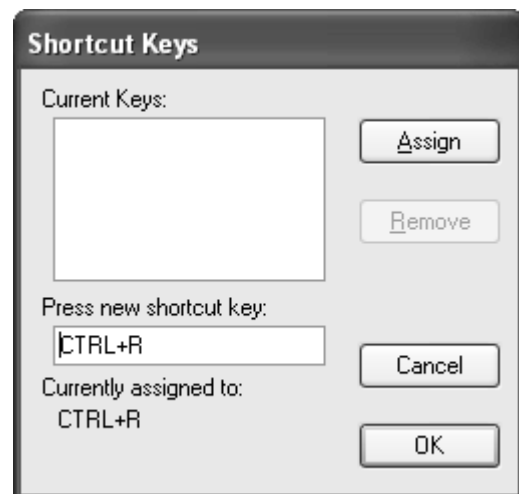 Shortcut Keys
Current Keys:
Assign
Remove
Press new shortcut key:
CTRL+R
Cancel
Currently assigned to:
CTRL+R
OK